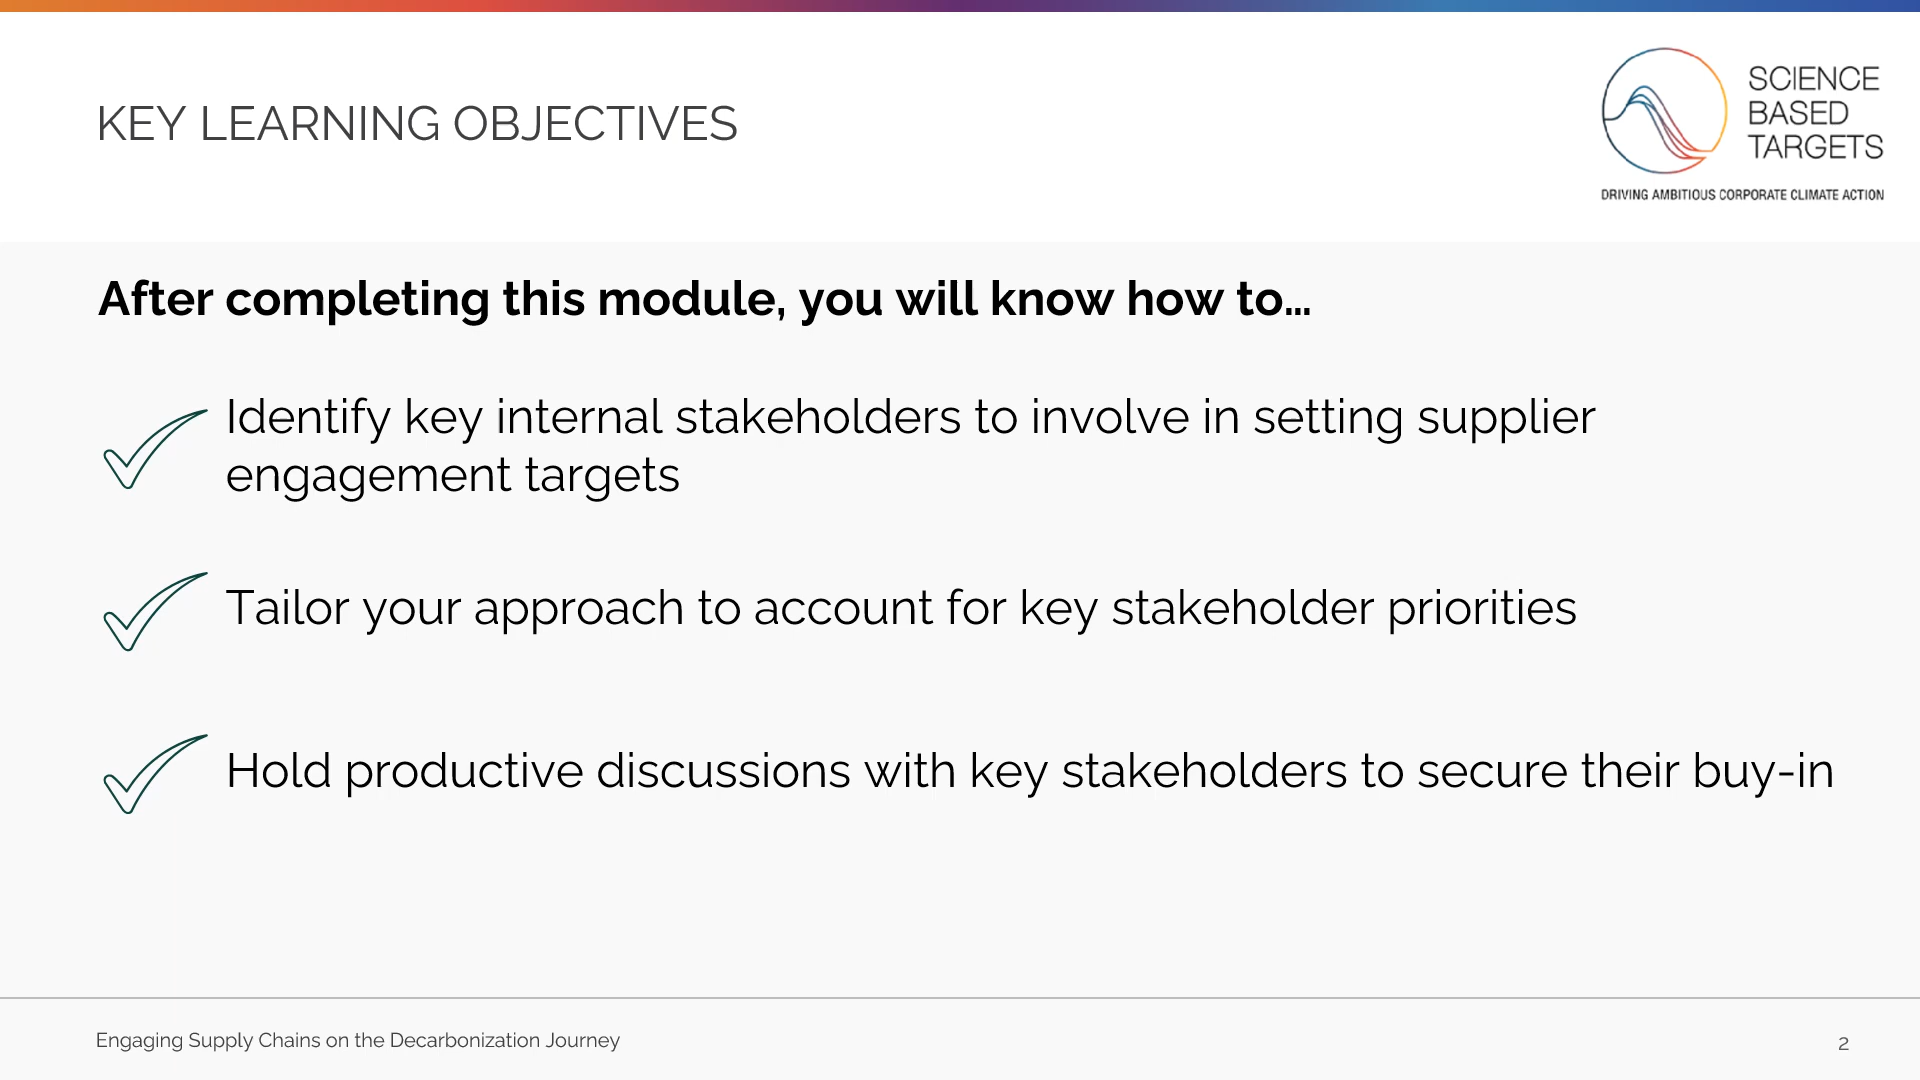 KEY LEARNING OBJECTIVES
SCIENCE
BASED
TARGETS
DRIVING AMBITIOUS CORPORATE CLIMATE ACTION
After completing this module, you will know how to...
Identify key internal stakeholders to involve in setting supplier
engagement targets
Tailor your approach to account for key stakeholder priorities
Hold productive discussions with key stakeholders to secure their buy-in
Engaging Supply Chains on the Decarbonization Journey
2